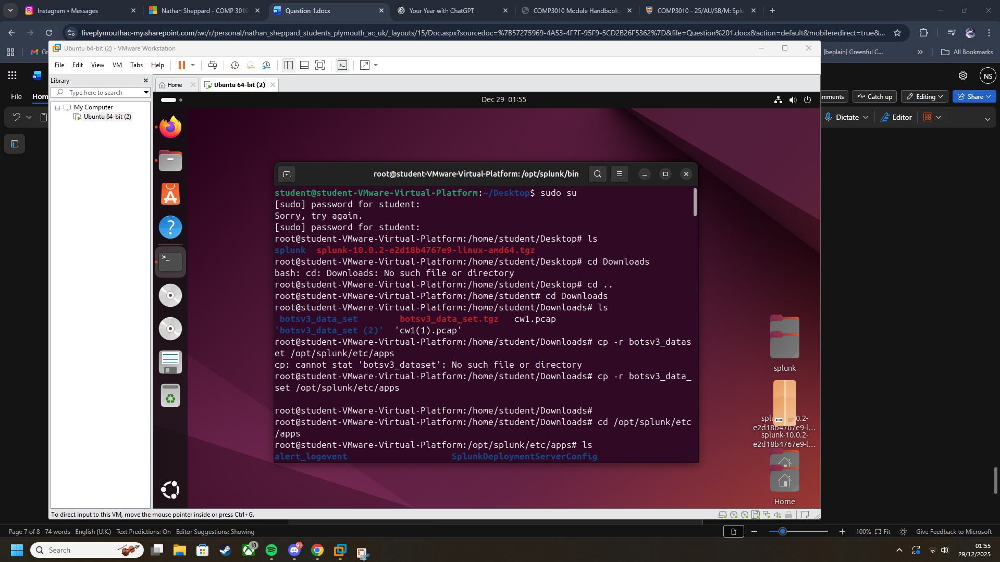 Instagram • Messages
Nathan Sheppard - COMP 3010
Question 1.docx
Your Year with ChatGPT
COMP3010 Module Handbook.
COMP3010 - 25/AU/SB/M: Splu
liveplymouthac-my.sharepoint.com/:w:/r/personal/nathan_sheppard_students_plymouth_ac_uk/_layouts/15/Doc.aspx?sourcedoc=%7B57275969-4A53-4F7F-95F9-5CD2B26F5362%7D&file=Question%201.docx&action=default&mobileredirect=true&...
Gr
[beplain] Greenful C...
All Bookmarks
Ubuntu 64-bit (2) - VMware Workstation
File Edit View VM Tabs Help
Library
Type here to search
My Computer
Ubuntu 64-bit (2)
Home
Ubuntu 64-bit (2)
NS
File Hom
mments
Catch up
Editing
Share
Dictate
Editor
Dec 29 01:55
root@student-VMware-Virtual-Platform: /opt/splunk/bin
student@student-VMware-Virtual-Platform:~/Desktop$ sudo su
[sudo] password for student:
Sorry, try again.
[sudo] password for student:
root@student-VMware-Virtual-Platform:/home/student/Desktop# ls
splunk splunk-10.0.2-e2d18b4767e9-linux-amd64.tgz
root@student-VMware-Virtual-Platform:/home/student/Desktop# cd Downloads
bash: cd: Downloads: No such file or directory
root@student-VMware-Virtual-Platform:/home/student/Desktop# cd ..
root@student-VMware-Virtual-Platform:/home/student# cd Downloads
root@student-VMware-Virtual-Platform:/home/student/Downloads# ls
botsv3_data_set botsv3_data_set.tgz cw1.pcap
'botsv3_data_set (2)' 'cw1(1).pcap'
root@student-VMware-Virtual-Platform:/home/student/Downloads# cp -r botsv3_datas
et /opt/splunk/etc/apps
cp: cannot stat 'botsv3_dataset': No such file or directory
root@student-VMware-Virtual-Platform:/home/student/Downloads# cp -r botsv3_data_
set /opt/splunk/etc/apps
root@student-VMware-Virtual-Platform:/home/student/Downloads#
root@student-VMware-Virtual-Platform:/home/student/Downloads# cd /opt/splunk/etc
/apps
root@student-VMware-Virtual-Platform:/opt/splunk/etc/apps# ls
alert_logevent SplunkDeploymentServerConfig
splunk
splu
0.2-
e2d18b4767e9-l...
splunk-10.0.2-
e2d18b4767e9-l...
Home
To direct input to this VM, move the mouse pointer inside or press Ctrl+G.
Page 7 of 8 74 words English (U.K.) Text Predictions: On Editor Suggestions: Showing
100% Fit Give Feedback to Microsoft
Search
18
9+
01:55
29/12/2025